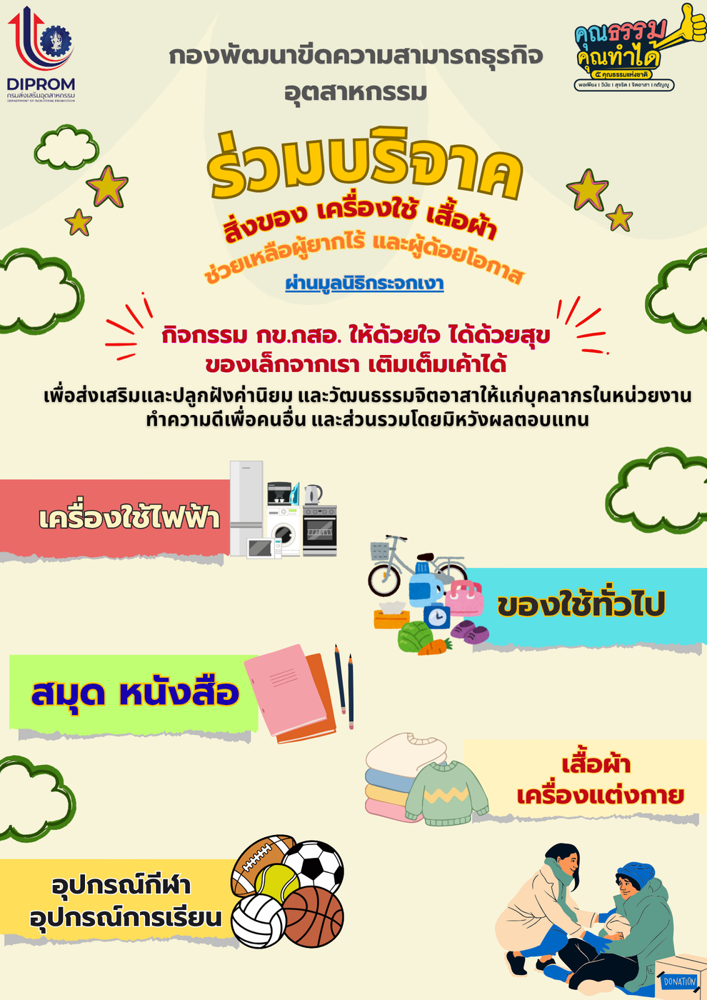 DIPROM
กรมส่งเสริมอุตสาหกรรม
DEPARTMENT OF INDUSTRIAL PROMOTION
คุณธรรม
คุณทำได้
๕ คุณธรรมแห่งชาติ
พอเพียง | วินัย | สุจริต | จิตอาสา | กตัญญู
กองพัฒนาขีดความสามารถธุรกิจ
อุตสาหกรรม
ร่วมบริจาค
สิ่งของ เครื่องใช้ เสื้อผ้า
ช่วยเหลือผู้ยากไร้ และผู้ด้อยโอกาส
ผ่านมูลนิธิกระจกเงา
กิจกรรม กข.กสอ. ให้ด้วยใจ ได้ด้วยสุข
ของเล็กจากเรา เติมเต็มเค้าได้
เพื่อส่งเสริมและปลูกฝังค่านิยม และวัฒนธรรมจิตอาสาให้แก่บุคลากรในหน่วยงาน
ทำความดีเพื่อคนอื่น และส่วนรวมโดยมิหวังผลตอบแทน
เครื่องใช้ไฟฟ้า
ของใช้ทั่วไป
สมุด หนังสือ
เสื้อผ้า
เครื่องแต่งกาย
อุปกรณ์กีฬา
อุปกรณ์การเรียน
DONATION